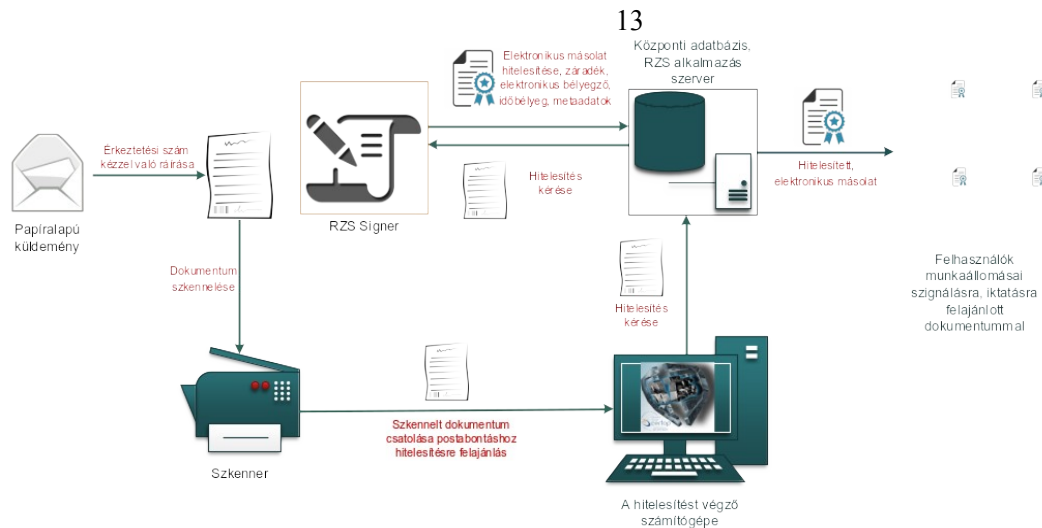 13
Központi adatbázis,
RZS alkalmazás
szerver
Elektronikus másolat
hitelesítése, záradék,
elektronikus bélyegző,
időbélyeg, metaadatok
Érkeztetési szám
kézzel való ráírása
Hitelesítés
kérése
Hitelesített,
elektronikus másolat
Papíralapú
küldemény
RZS Signer
Dokumentum
szkennelése
Hitelesítés
kérése
Felhasználók
munkaállomásai
szignálásra, iktatásra
felajánlott
dokumentummal
Szkennelt dokumentum
csatolása postabontáshoz
hitelesítésre felajánlás
Szkenner
A hitelesítést végző
számítógépe